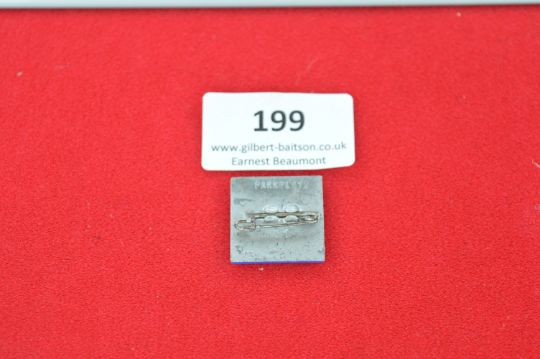 199
www.gilbert-baitson.co.uk
Earnest Beaumont